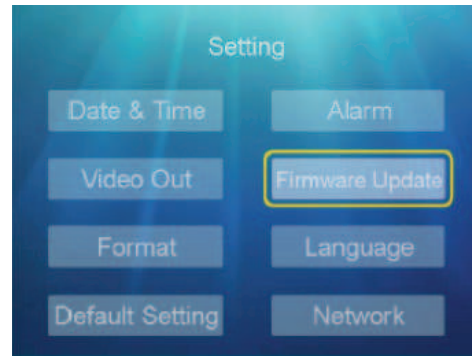 Setting
Date & Time
Alarm
Video Out
Firmware Update
Format
Language
Default Setting
Network